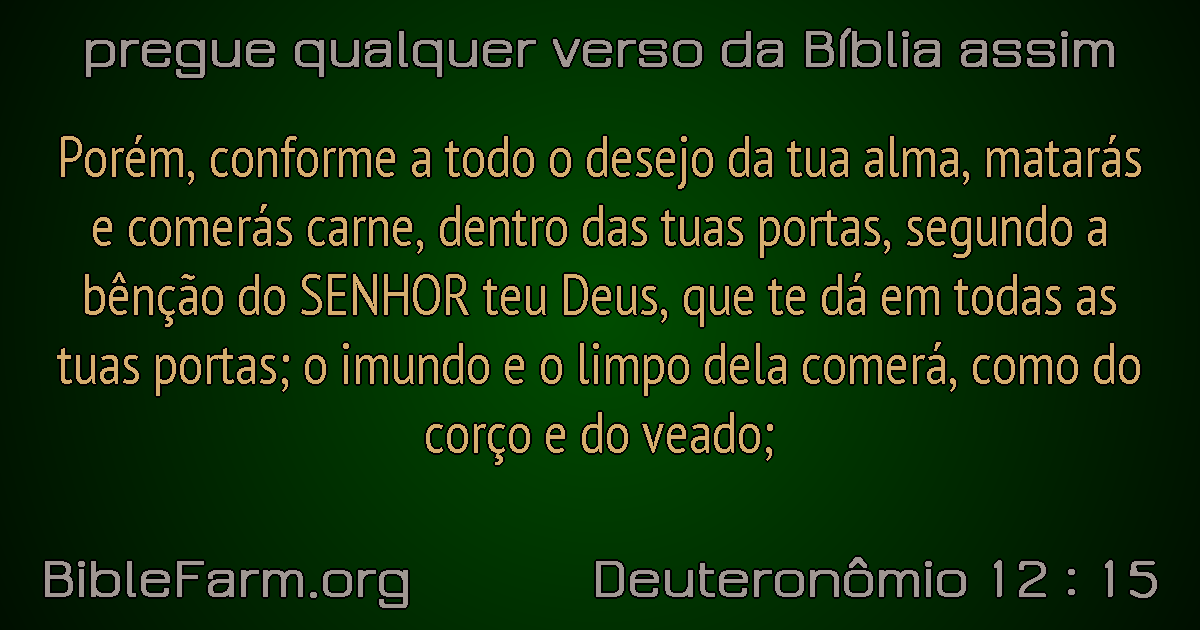 pregue qualquer verso da Bíblia assim
Porém, conforme a todo o desejo da tua alma, matarás
e comerás carne, dentro das tuas portas, segundo a
bênção do SENHOR teu Deus, que te dá em todas as
tuas portas; o imundo e o limpo dela comerá, como do
corço e do veado;
BibleFarm.org
Deuteronômio 12 : 15